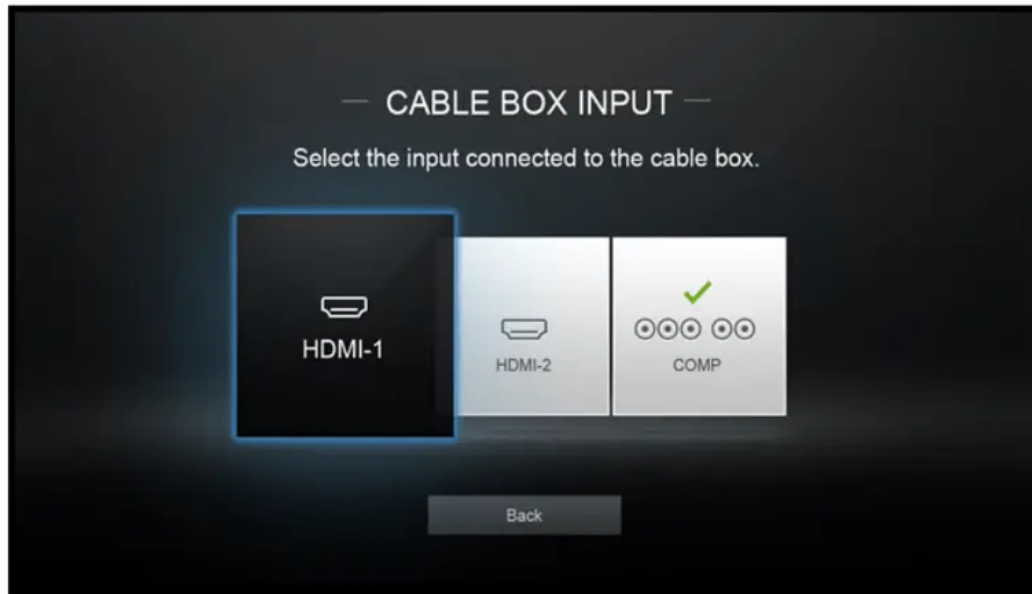 CABLE BOX INPUT
Select the input connected to the cable box.
HDMI-1
HDMI-2
COMP
Back